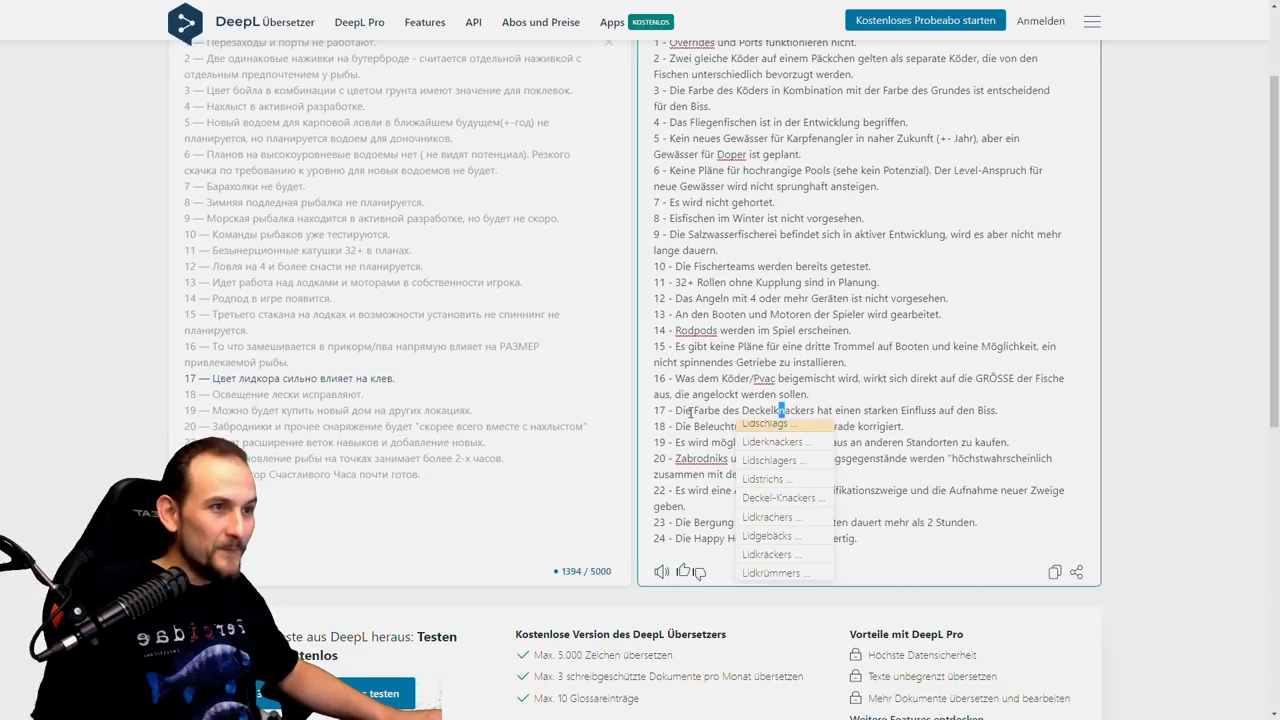 DeepL Übersetzer
DeepL Pro
Features
API
Abos und Preise
Apps
KOSTENLOS
Kostenloses Probeabo starten
Anmelden
Перезаходы и порты не работают.
2 — Две одинаковые наживки на бутерброде - считается отдельной наживкой с
отдельным предпочтением у рыбы.
3 — Цвет бойла в комбинации с цветом грунта имеют значение для поклевок.
4 — Нахлыст в активной разработке.
5 — Новый водоем для карповой ловли в ближайшем будущем(+-год) не
планируется, но планируется водоем для доночников.
6 — Планов на высокоуровневые водоемы нет ( не видят потенциал). Резкого
скачка по требованию к уровню для новых водоемов не будет.
7 — Барахолки не будет.
8 — Зимняя подледная рыбалка не планируется.
9 — Морская рыбалка находится в активной разработке, но будет не скоро.
10 — Команды рыбаков уже тестируются.
11 — Безынерционные катушки 32+ в планах.
12 — Ловля на 4 и более снасти не планируется.
13 — Идет работа над лодками и моторами в собственности игрока.
14 — Родпод в игре появится.
15 — Третьего стакана на лодках и возможности установить не спиннинг не
планируется.
16 — То что замешивается в прикорм/пва напрямую влияет на РАЗМЕР
привлекаемой рыбы.
17 — Цвет лидкора сильно влияет на клев.
18 — Освещение лески исправляют.
19 — Можно будет купить новый дом на других локациях.
20 — Забродники и прочее снаряжение будет "скорее всего вместе с нахлыстом"
расширение веток навыков и добавление новых.
новление рыбы на точках занимает более 2-х часов.
тор Счастливого Часа почти готов.
1394 / 5000
1 - Overrides und Ports funktionieren nicht.
2 - Zwei gleiche Köder auf einem Päckchen gelten als separate Köder, die von den
Fischen unterschiedlich bevorzugt werden.
3 - Die Farbe des Köders in Kombination mit der Farbe des Grundes ist entscheidend
für den Biss.
4 - Das Fliegenfischen ist in der Entwicklung begriffen.
5 - Kein neues Gewässer für Karpfenangler in naher Zukunft (+- Jahr), aber ein
Gewässer für Doper ist geplant.
6 - Keine Pläne für hochrangige Pools (sehe kein Potenzial). Der Level-Anspruch für
neue Gewässer wird nicht sprunghaft ansteigen.
7 - Es wird nicht gehortet.
8 - Eisfischen im Winter ist nicht vorgesehen.
9 - Die Salzwasserfischerei befindet sich in aktiver Entwicklung, wird es aber nicht mehr
lange dauern.
10 - Die Fischerteams werden bereits getestet.
11 - 32+ Rollen ohne Kupplung sind in Planung.
12 - Das Angeln mit 4 oder mehr Geräten ist nicht vorgesehen.
13 - An den Booten und Motoren der Spieler wird gearbeitet.
14 - Rodpods werden im Spiel erscheinen.
15 - Es gibt keine Pläne für eine dritte Trommel auf Booten und keine Möglichkeit, ein
nicht spinnendes Getriebe zu installieren.
16 - Was dem Köder/Pvac beigemischt wird, wirkt sich direkt auf die GRÖSSE der Fische
aus, die angelockt werden sollen.
17 - Die Farbe des Deckelknackers hat einen starken Einfluss auf den Biss.
18 - Die Beleucht rade korrigiert.
19 - Es wird mögl aus an anderen Standorten zu kaufen.
20 - Zabrodniks u gsgegenstände werden "höchstwahrscheinlich
zusammen mit de
22 - Es wird eine A ifikationszweige und die Aufnahme neuer Zweige
geben.
23 - Die Bergung ten dauert mehr als 2 Stunden.
24 - Die Happy H ertig.
Lidschlags ...
Liderknackers ...
Lidschlagers ...
Lidstrichs ...
Deckel-Knackers ...
Lidkrachers ...
Lidgebäcks ...
Lidkräckers ...
Lidkrümmers ...
ste aus DeepL heraus: Testen
stenlos
s testen
Kostenlose Version des DeepL Übersetzers
Max. 5.000 Zeichen übersetzen
Max. 3 schreibgeschützte Dokumente pro Monat übersetzen
Max. 10 Glossareinträge
Vorteile mit DeepL Pro
Höchste Datensicherheit
Texte unbegrenzt übersetzen
Mehr Dokumente übersetzen und bearbeiten
Weitere Features entdecken